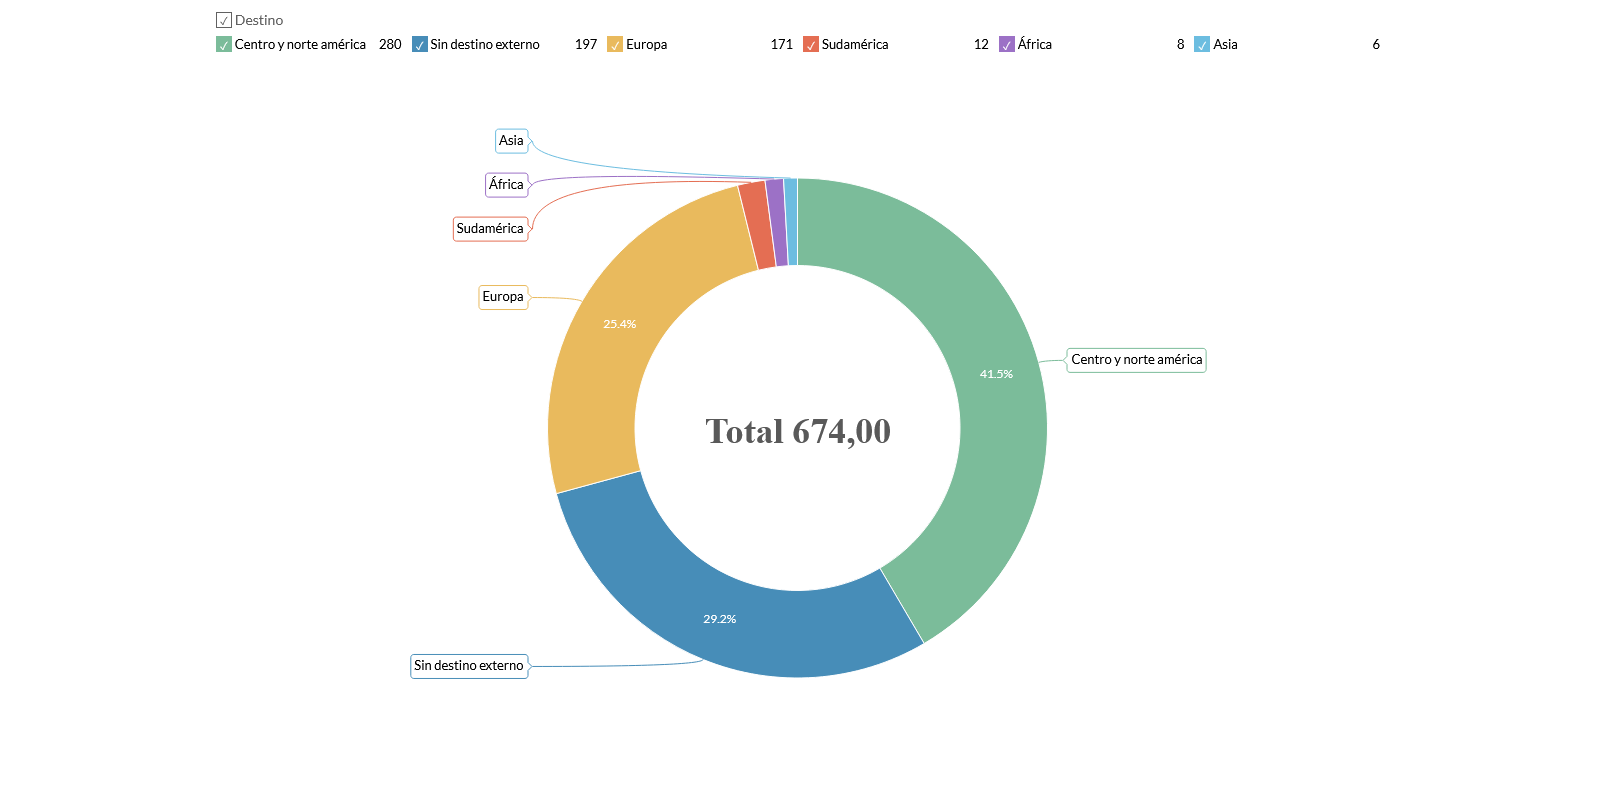 Destino
Centro y norte américa 280 Sin destino externo 197 Europa 171 Sudamérica 12 África 8 Asia 6
Asia
África
Sudamérica
Europa
25.4%
Centro y norte américa
41.5%
Total 674,00
29.2%
Sin destino externo